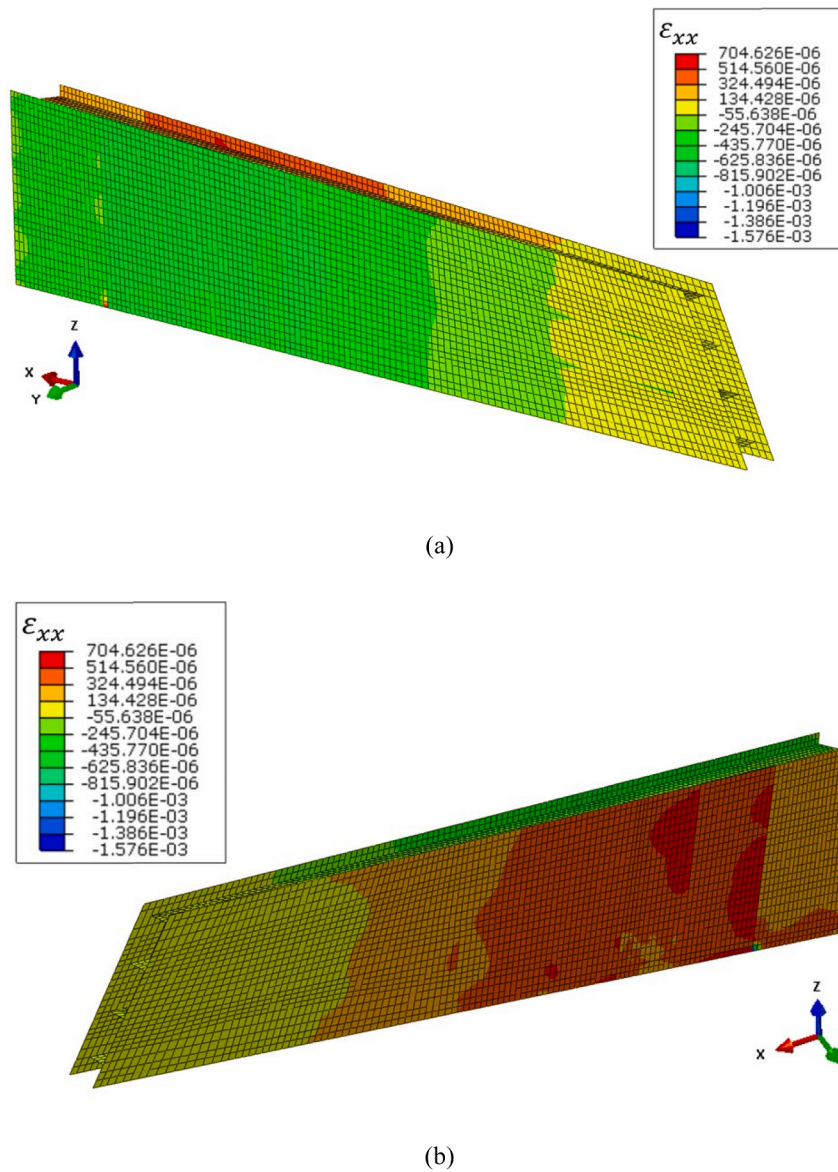 ε_xx
704.626E-06
514.560E-06
324.494E-06
134.428E-06
-55.638E-06
-245.704E-06
-435.770E-06
-625.836E-06
-815.902E-06
-1.006E-03
-1.196E-03
-1.386E-03
-1.576E-03
Z
X
Y
(a)
ε_xx
704.626E-06
514.560E-06
324.494E-06
134.428E-06
-55.638E-06
-245.704E-06
-435.770E-06
-625.836E-06
-815.902E-06
-1.006E-03
-1.196E-03
-1.386E-03
-1.576E-03
Z
X
(b)